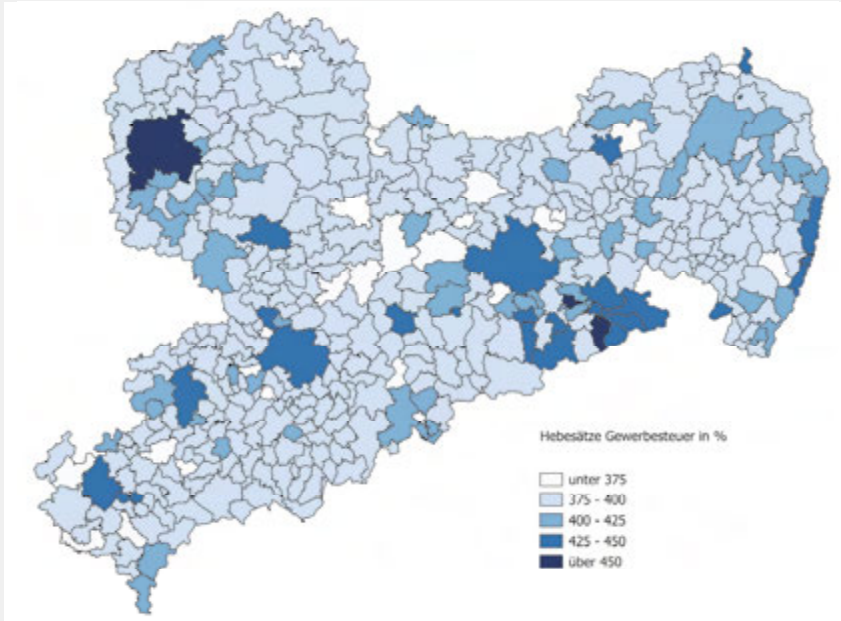 Hebesätze Gewerbesteuer in %
unter 375
375 - 400
400 - 425
425 - 450
über 450